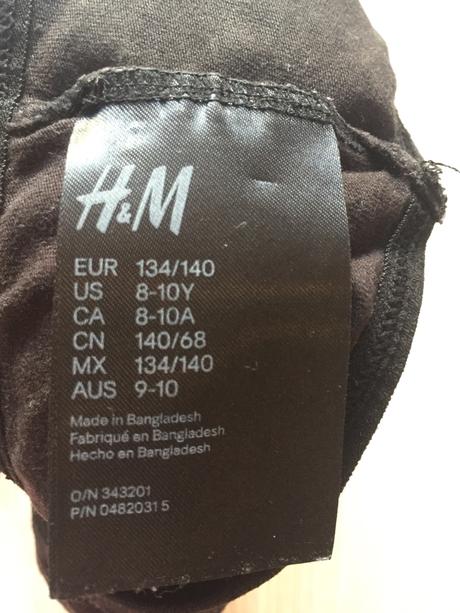 H&M
EUR 134/140
US 8-10Y
CA 8-10A
CN 140/68
MX 134/140
AUS 9-10
Made in Bangladesh
Fabriqué en Bangladesh
Hecho en Bangladesh
O/N 343201
P/N 04820315